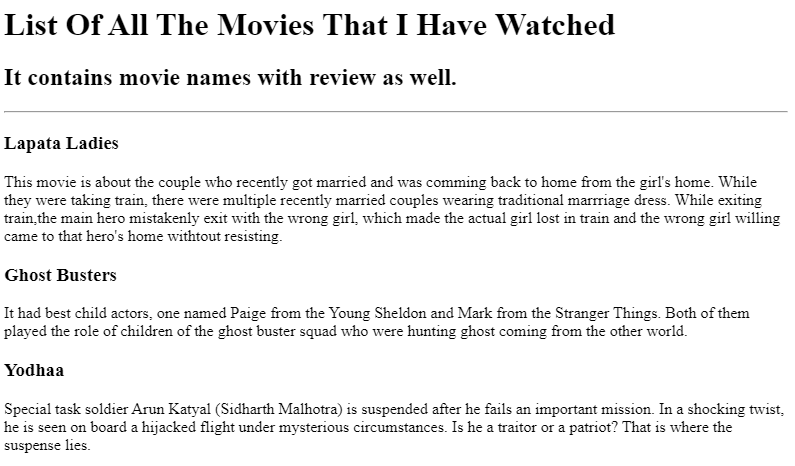 List Of All The Movies That I Have Watched
It contains movie names with review as well.
Lapata Ladies
This movie is about the couple who recently got married and was comming back to home from the girl's home. While
they were taking train, there were multiple recently married couples wearing traditional marrriage dress. While exiting
train,the main hero mistakenly exit with the wrong girl, which made the actual girl lost in train and the wrong girl willing
came to that hero's home withtout resisting.
Ghost Busters
It had best child actors, one named Paige from the Young Sheldon and Mark from the Stranger Things. Both of them
played the role of children of the ghost buster squad who were hunting ghost coming from the other world.
Yodhaa
Special task soldier Arun Katyal (Sidharth Malhotra) is suspended after he fails an important mission. In a shocking twist,
he is seen on board a hijacked flight under mysterious circumstances. Is he a traitor or a patriot? That is where the
suspense lies.